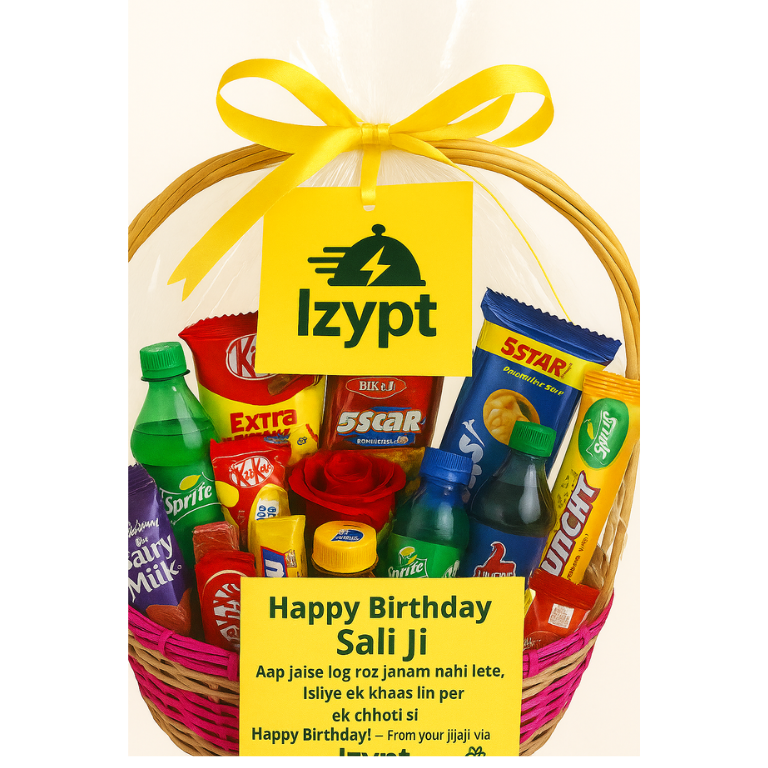 Izypt
5STAR
EXTRA
5SCAR
KitKat
Sprite
Dairy
Milk
Sprite
UNCHT
Happy Birthday
Sali Ji
Aap jaise log roz janam nahi lete,
Isliye ek khaas lin per
ek chhoti si
Happy Birthday! – From your jijaji via
Izypt